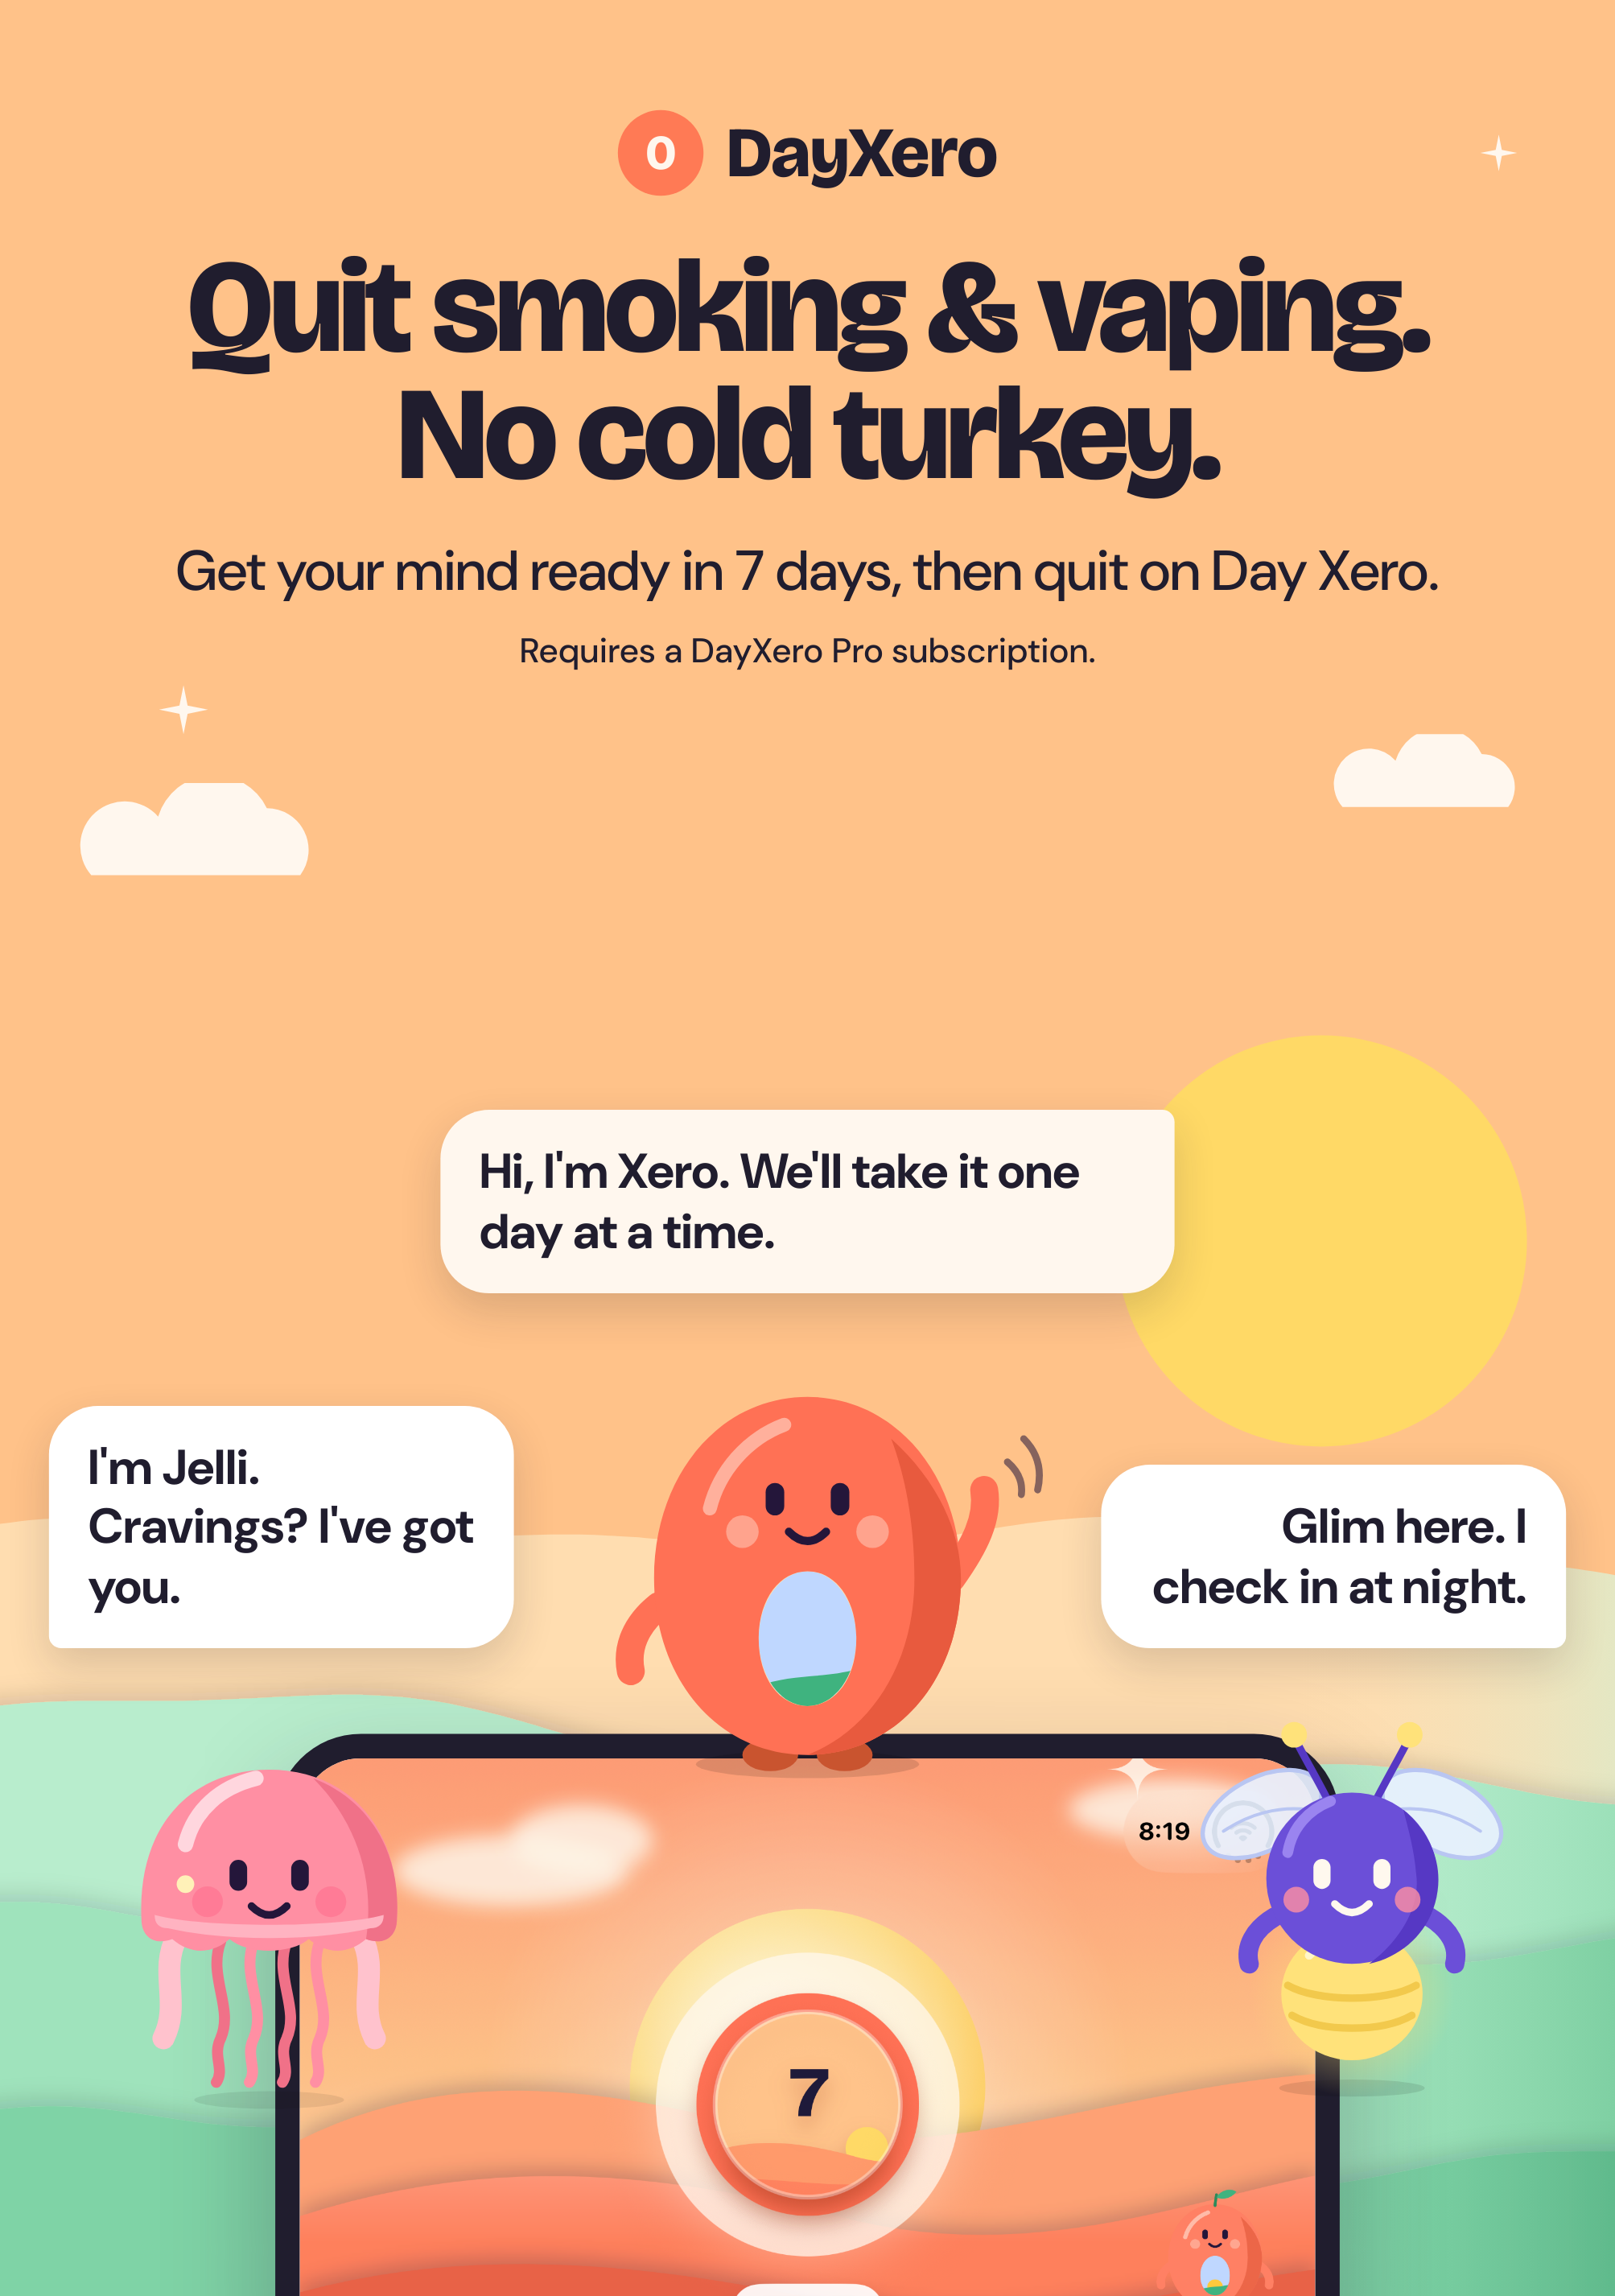 0 DayXero
Quit smoking & vaping.
No cold turkey.
Get your mind ready in 7 days, then quit on Day Xero.
Requires a DayXero Pro subscription.
Hi, I'm Xero. We'll take it one
day at a time.
I'm Jelli.
Cravings? I've got
you.
Glim here. I
check in at night.
8:19
7